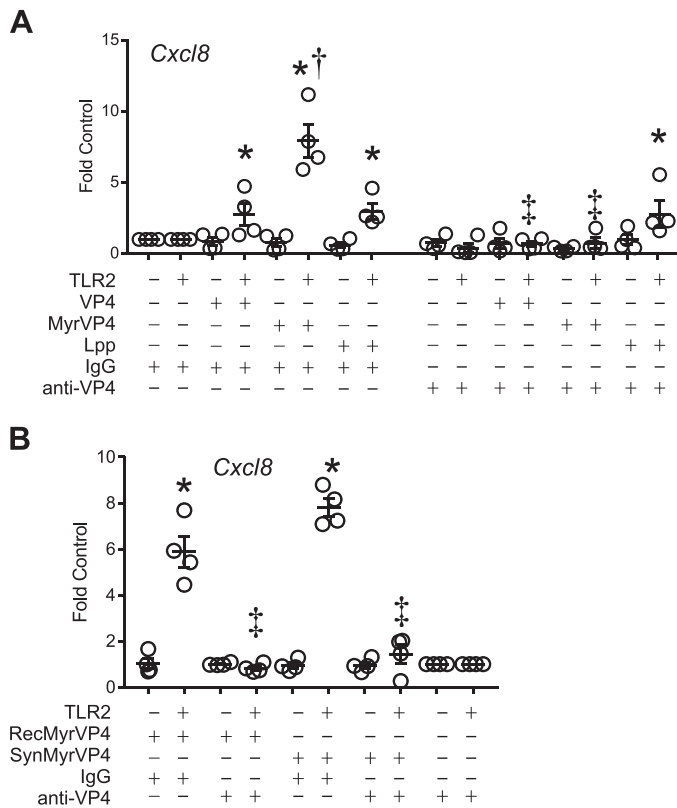 A
Cxcl8
Fold Control
15
10
5
0
* * † * ‡ ‡ *
TLR2 − + − + − + − + − + − + − + − +
VP4 − − + + − − − − − − + + − − − −
MyrVP4 − − − − + + − − − − − − + + − −
Lpp − − − − − − + + − − − − − − + +
IgG + + + + + + + + − − − − − − − −
anti-VP4 − − − − − − − − + + + + + + + +
B
Cxcl8
Fold Control
10
8
6
4
2
0
* ‡ * ‡
TLR2 − + − + − + − + − +
RecMyrVP4 + + + + − − − − − −
SynMyrVP4 − − − − + + + + − −
IgG + + − − + + − − − −
anti-VP4 − − + + − − + + − −